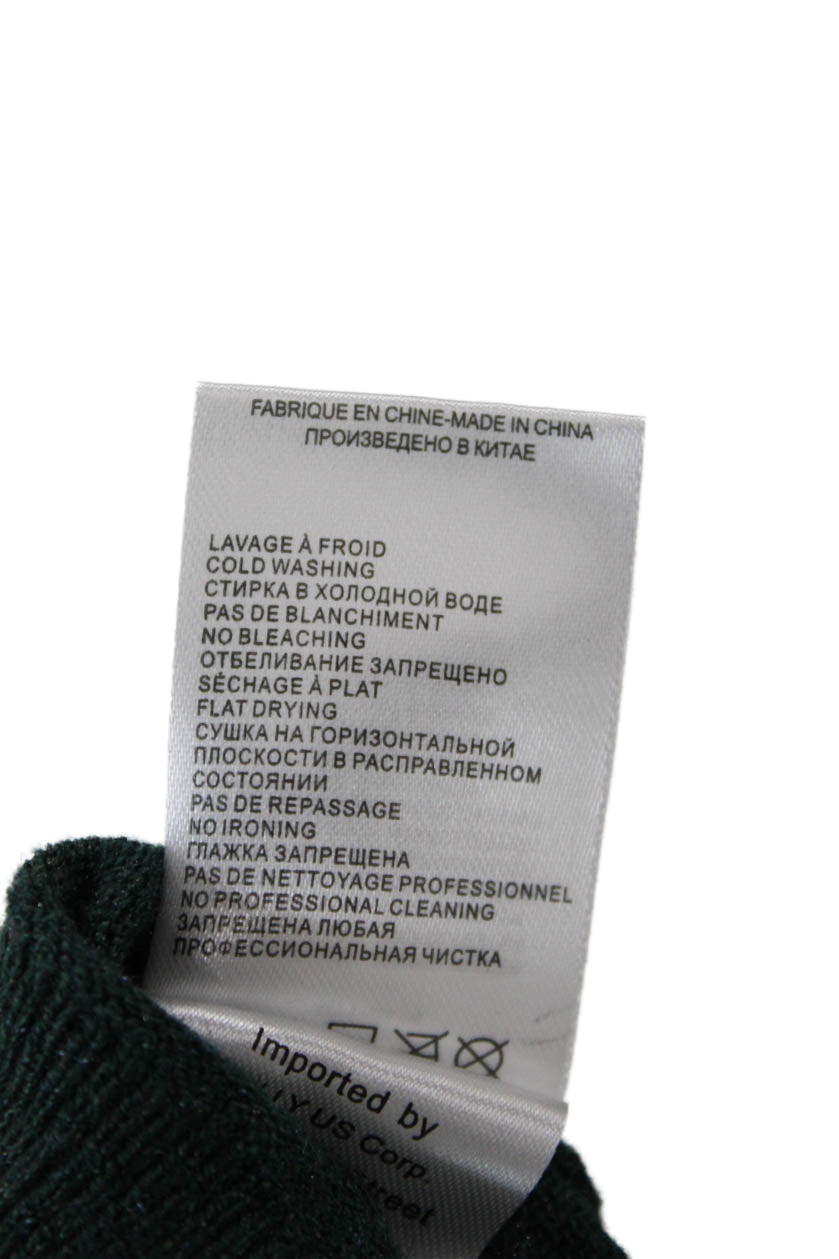 FABRIQUE EN CHINE-MADE IN CHINA
ПРОИЗВЕДЕНО В КИТАЕ
LAVAGE À FROID
COLD WASHING
СТИРКА В ХОЛОДНОЙ ВОДЕ
PAS DE BLANCHIMENT
NO BLEACHING
ОТБЕЛИВАНИЕ ЗАПРЕЩЕНО
SÉCHAGE À PLAT
FLAT DRYING
СУШКА НА ГОРИЗОНТАЛЬНОЙ
ПЛОСКОСТИ В РАСПРАВЛЕННОМ
СОСТОЯНИИ
PAS DE REPASSAGE
NO IRONING
ГЛАЖКА ЗАПРЕЩЕНА
PAS DE NETTOYAGE PROFESSIONNEL
NO PROFESSIONAL CLEANING
ЗАПРЕЩЕНА ЛЮБАЯ
ПРОФЕССИОНАЛЬНАЯ ЧИСТКА
Imported by
US Corp.